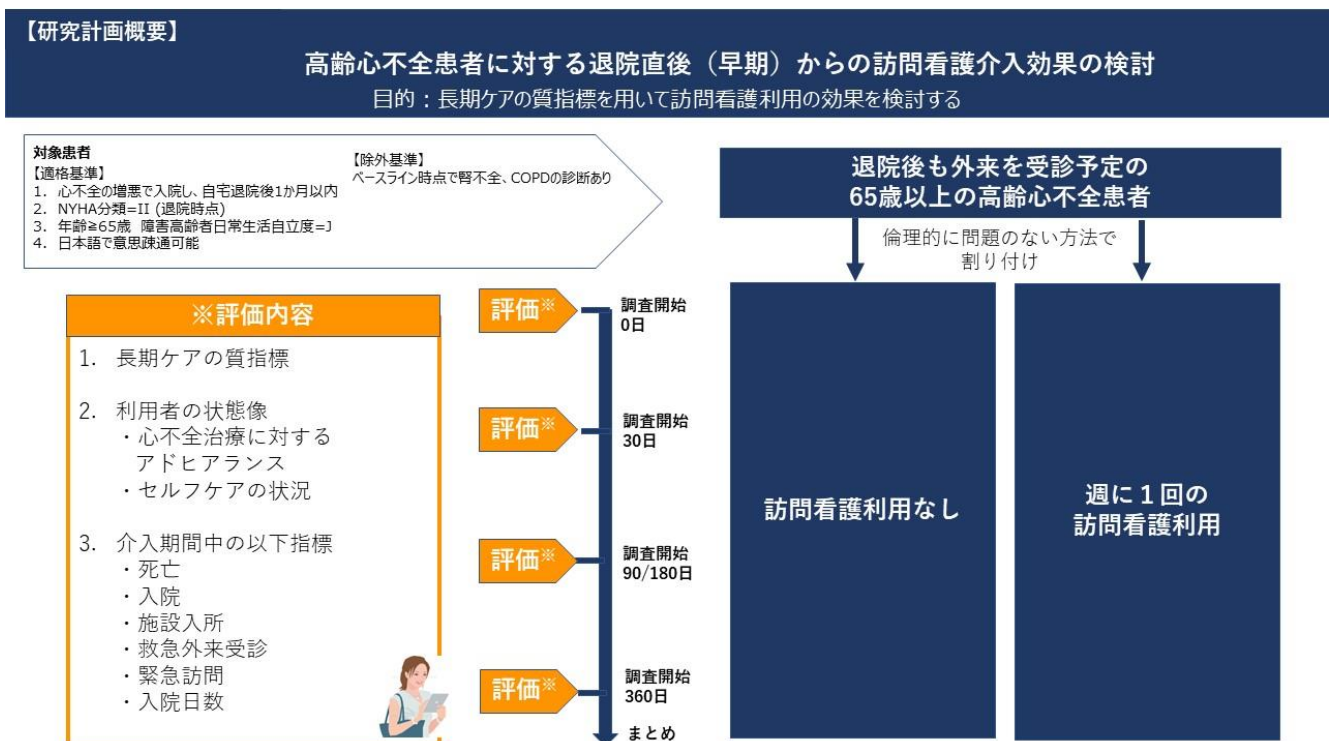 【研究計画概要】
高齢心不全患者に対する退院直後（早期）からの訪問看護介入効果の検討
目的：長期ケアの質指標を用いて訪問看護利用の効果を検討する
対象患者
【適格基準】
1. 心不全の増悪で入院し、自宅退院後1か月以内
2. NYHA分類=II (退院時点)
3. 年齢≧65歳 障害高齢者日常生活自立度=J
4. 日本語で意思疎通可能
【除外基準】
ベースライン時点で腎不全、COPDの診断あり
退院後も外来を受診予定の
65歳以上の高齢心不全患者
倫理的に問題のない方法で
割り付け
※評価内容
1. 長期ケアの質指標
2. 利用者の状態像
・心不全治療に対する
アドヒアランス
・セルフケアの状況
3. 介入期間中の以下指標
・死亡
・入院
・施設入所
・救急外来受診
・緊急訪問
・入院日数
評価※
調査開始
0日
評価※
調査開始
30日
評価※
調査開始
90/180日
評価※
調査開始
360日
まとめ
訪問看護利用なし
週に１回の
訪問看護利用